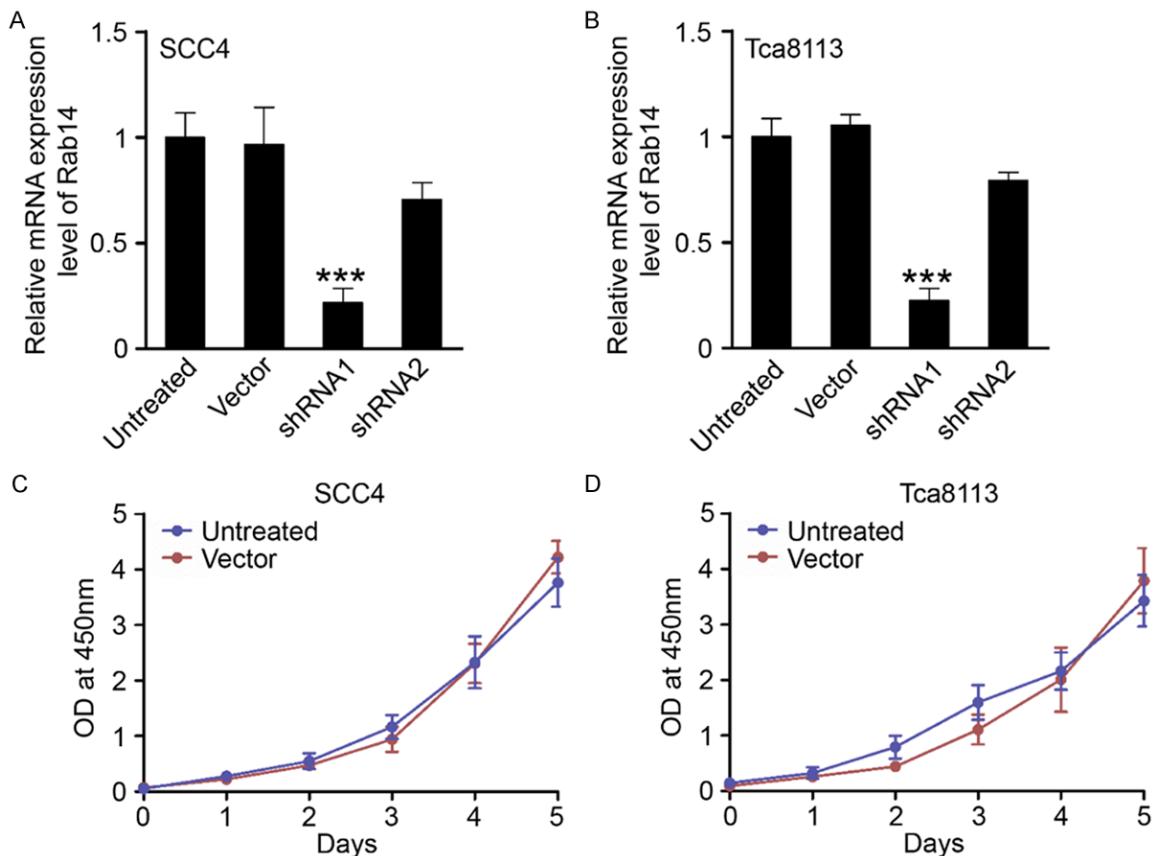 A
SCC4
Relative mRNA expression
level of Rab14
1.5
1
0.5
0
***
Untreated
Vector
shRNA1
shRNA2
B
Tca8113
Relative mRNA expression
level of Rab14
1.5
1
0.5
0
***
Untreated
Vector
shRNA1
shRNA2
C
SCC4
Untreated
Vector
OD at 450nm
5
4
3
2
1
0
0 1 2 3 4 5
Days
D
Tca8113
Untreated
Vector
OD at 450nm
5
4
3
2
1
0
0 1 2 3 4 5
Days